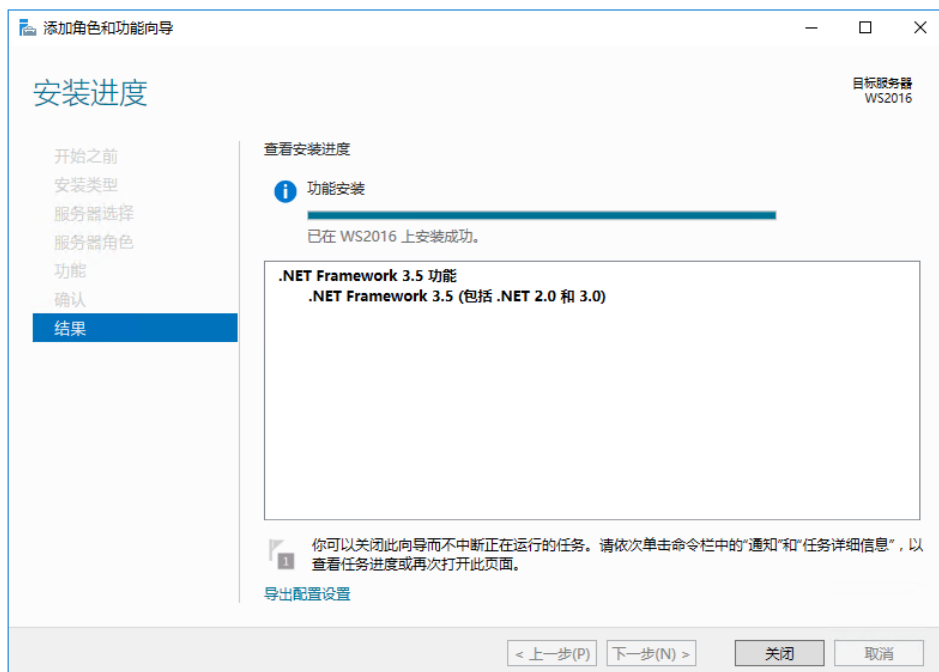 添加角色和功能向导
安装进度
目标服务器
WS2016
开始之前
安装类型
服务器选择
服务器角色
功能
确认
结果
查看安装进度
功能安装
已在 WS2016 上安装成功。
.NET Framework 3.5 功能
.NET Framework 3.5 (包括 .NET 2.0 和 3.0)
1
你可以关闭此向导而不中断正在运行的任务。请依次单击命令栏中的“通知”和“任务详细信息”，以
查看任务进度或再次打开此页面。
导出配置设置
< 上一步(P)
下一步(N) >
关闭
取消